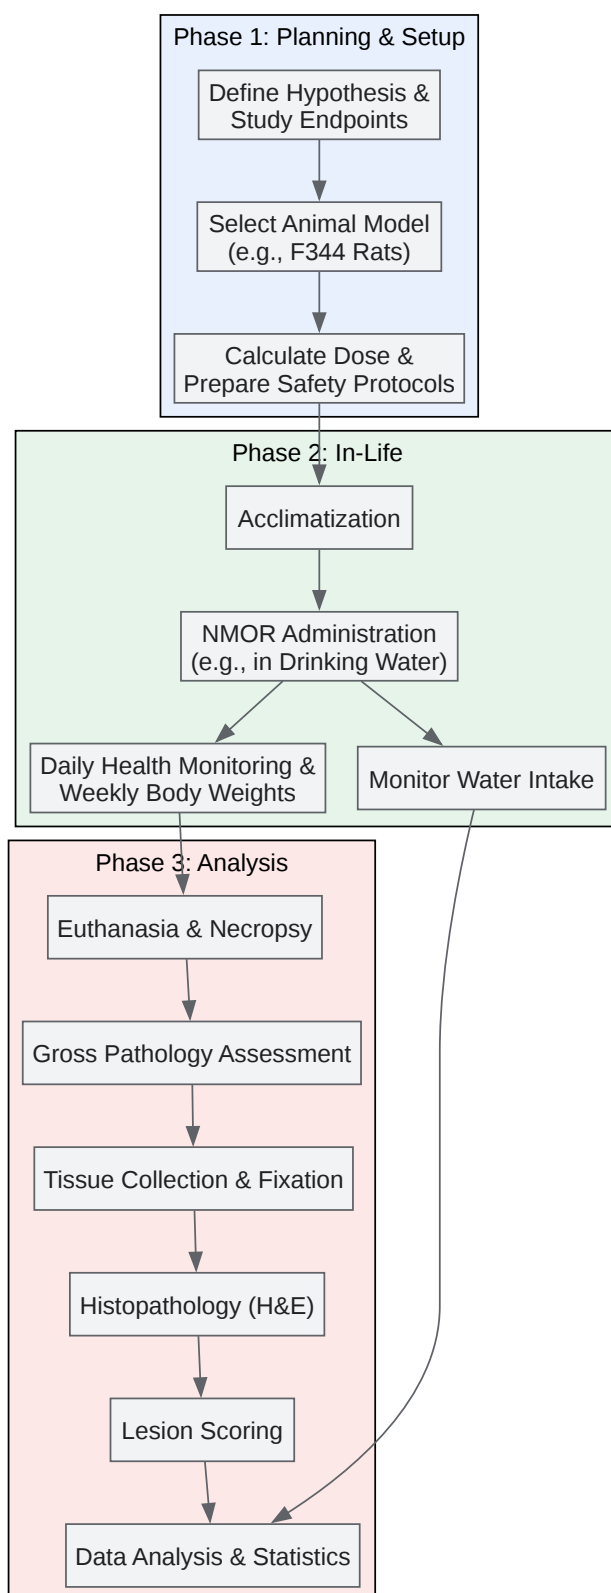 Phase 1: Planning & Setup
Define Hypothesis &
Study Endpoints
Select Animal Model
(e.g., F344 Rats)
Calculate Dose &
Prepare Safety Protocols
Phase 2: In-Life
Acclimatization
NMOR Administration
(e.g., in Drinking Water)
Daily Health Monitoring &
Weekly Body Weights
Monitor Water Intake
Phase 3: Analysis
Euthanasia & Necropsy
Gross Pathology Assessment
Tissue Collection & Fixation
Histopathology (H&E)
Lesion Scoring
Data Analysis & Statistics